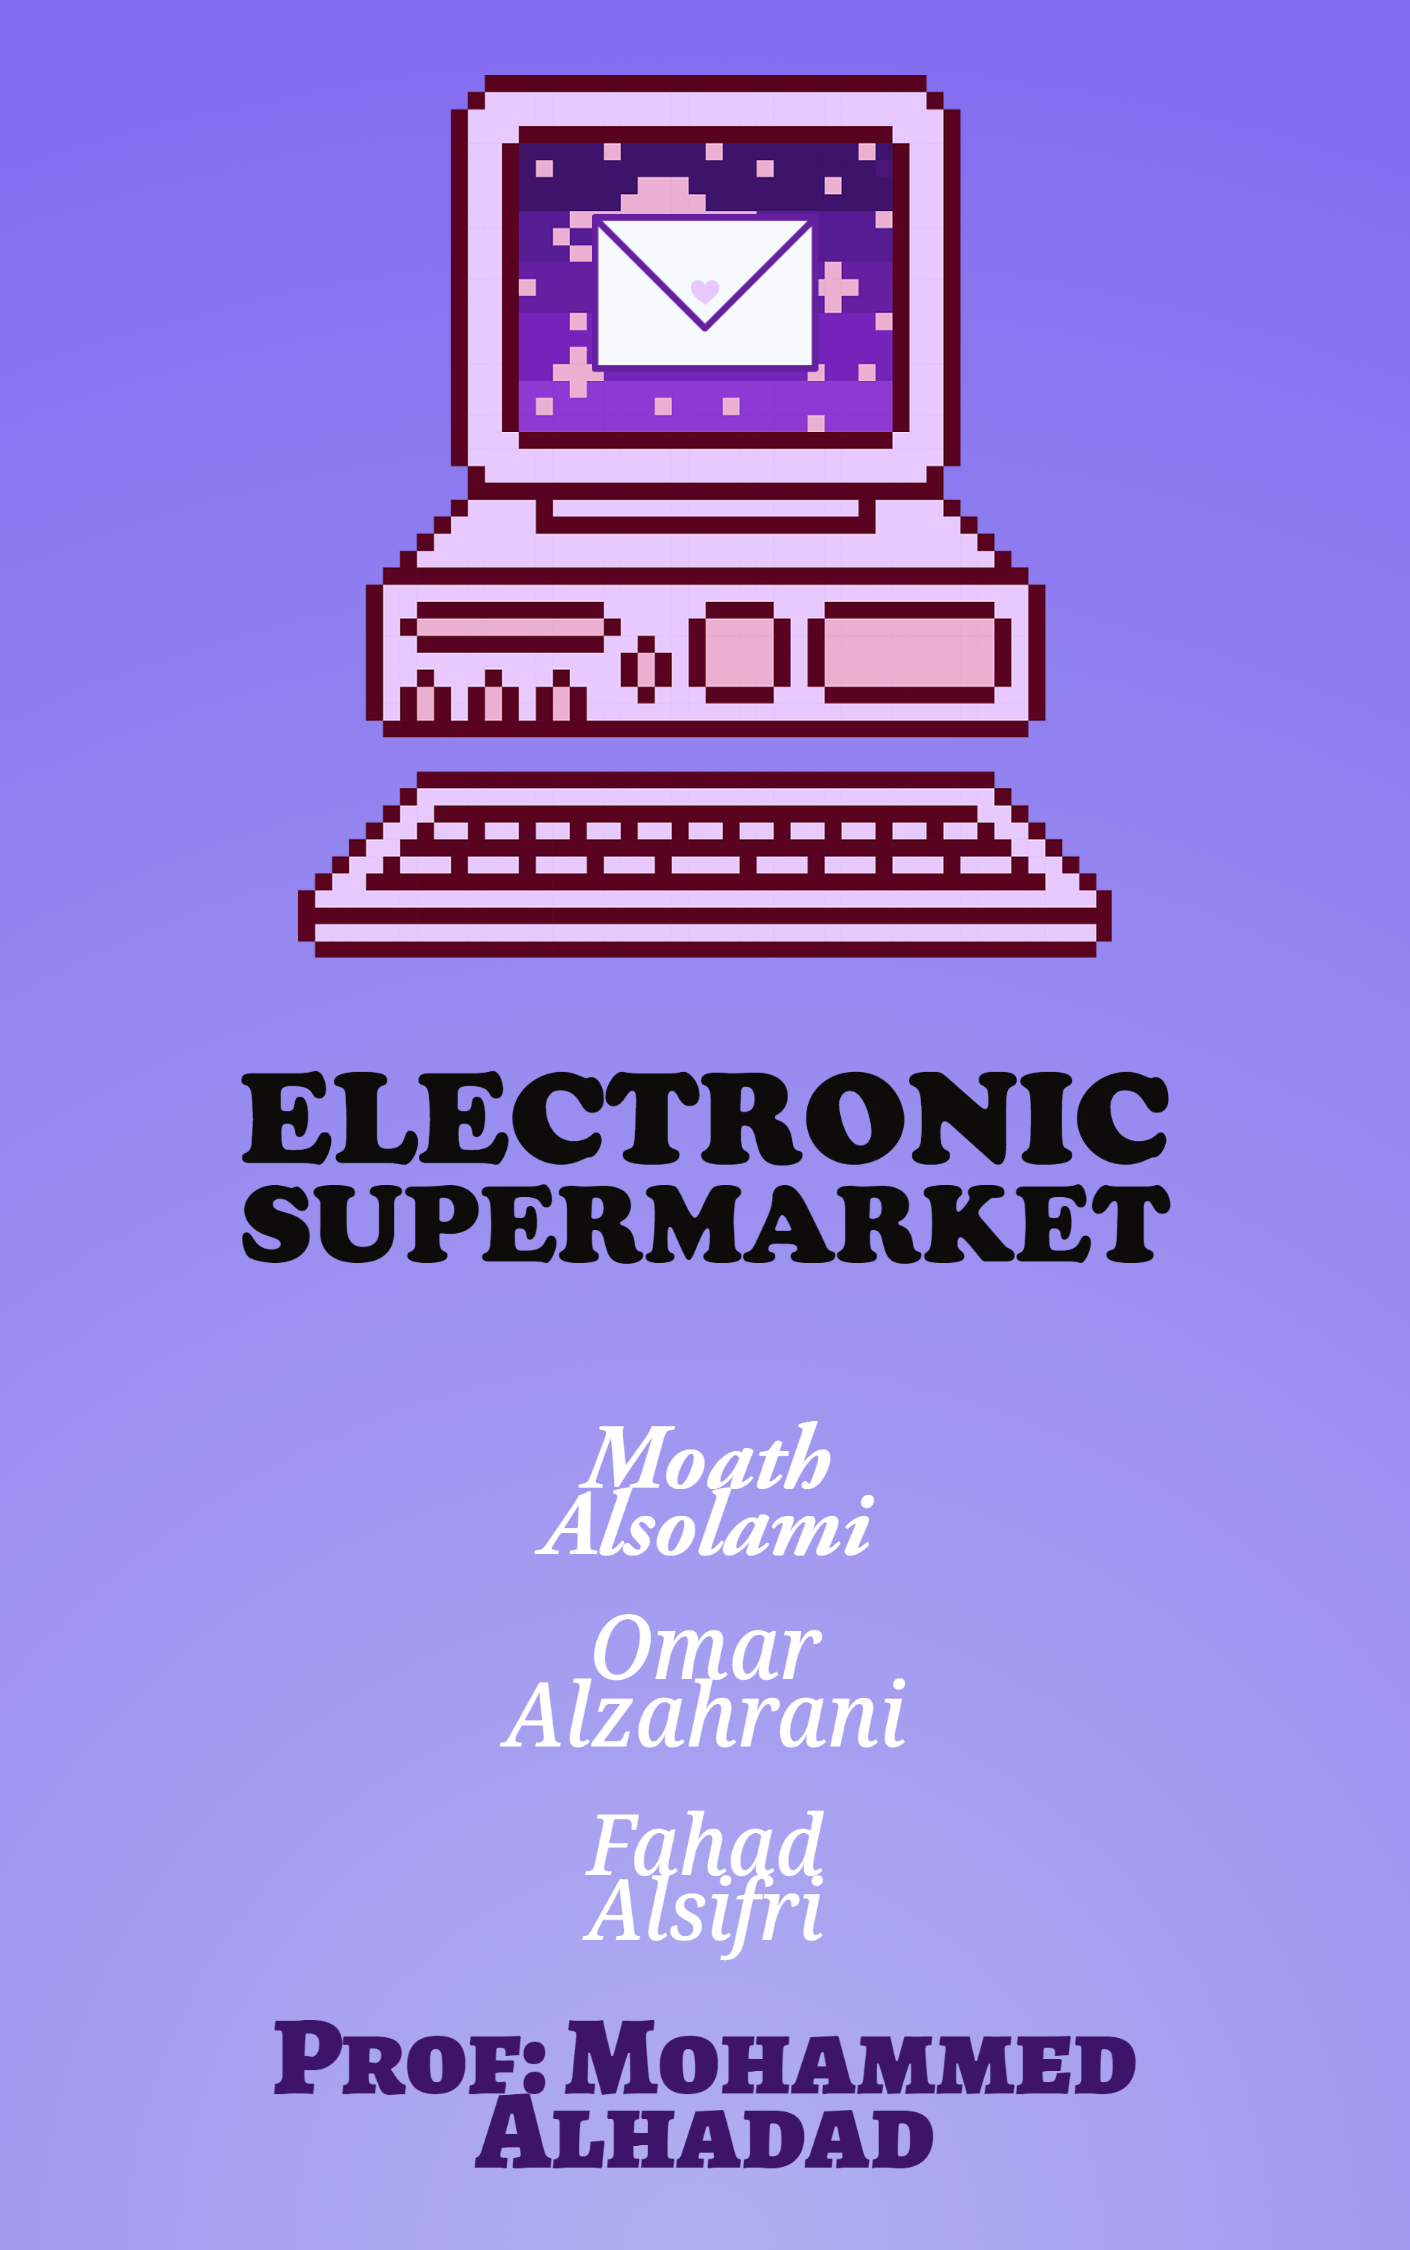 ELECTRONIC
SUPERMARKET
Moath
Alsolami
Omar
Alzahrani
Fahad
Alsifri
Prof: Mohammed
Alhadad